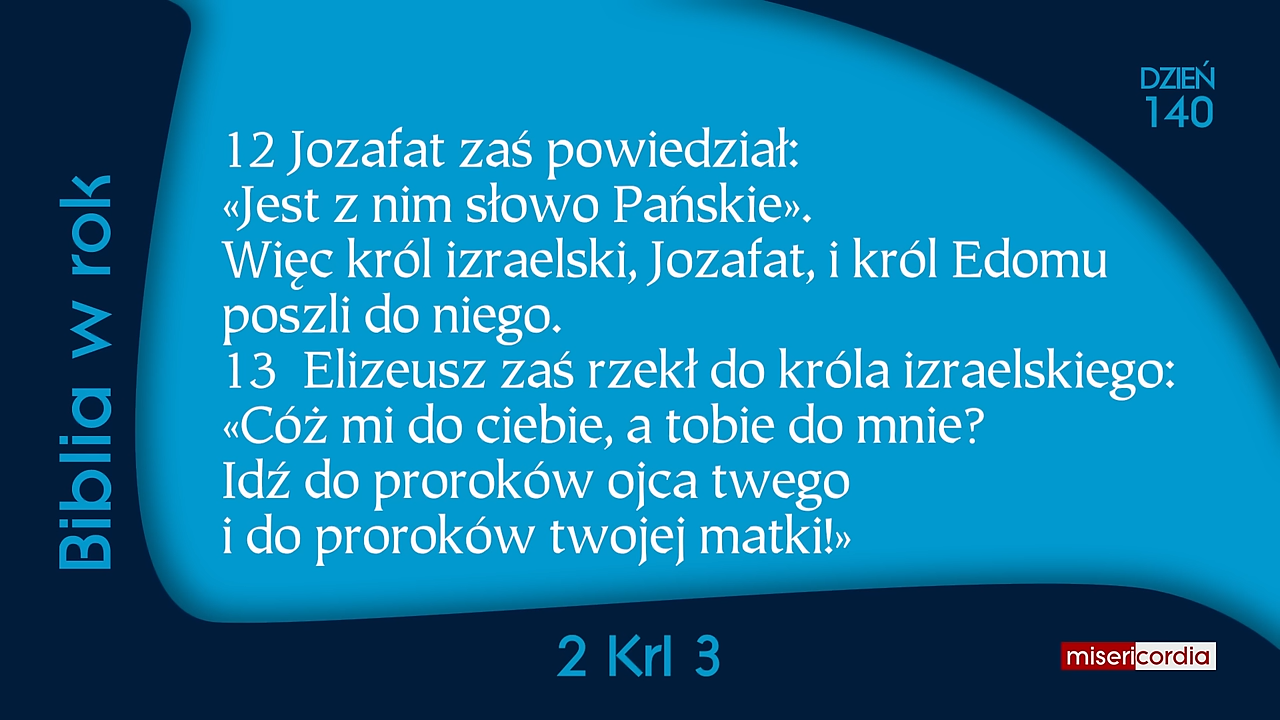 DZIEŃ
140
Biblia w rok
12 Jozafat zaś powiedział:
«Jest z nim słowo Pańskie».
Więc król izraelski, Jozafat, i król Edomu
poszli do niego.
13  Elizeusz zaś rzekł do króla izraelskiego:
«Cóż mi do ciebie, a tobie do mnie?
Idź do proroków ojca twego
i do proroków twojej matki!»
2 Krl 3
misericordia